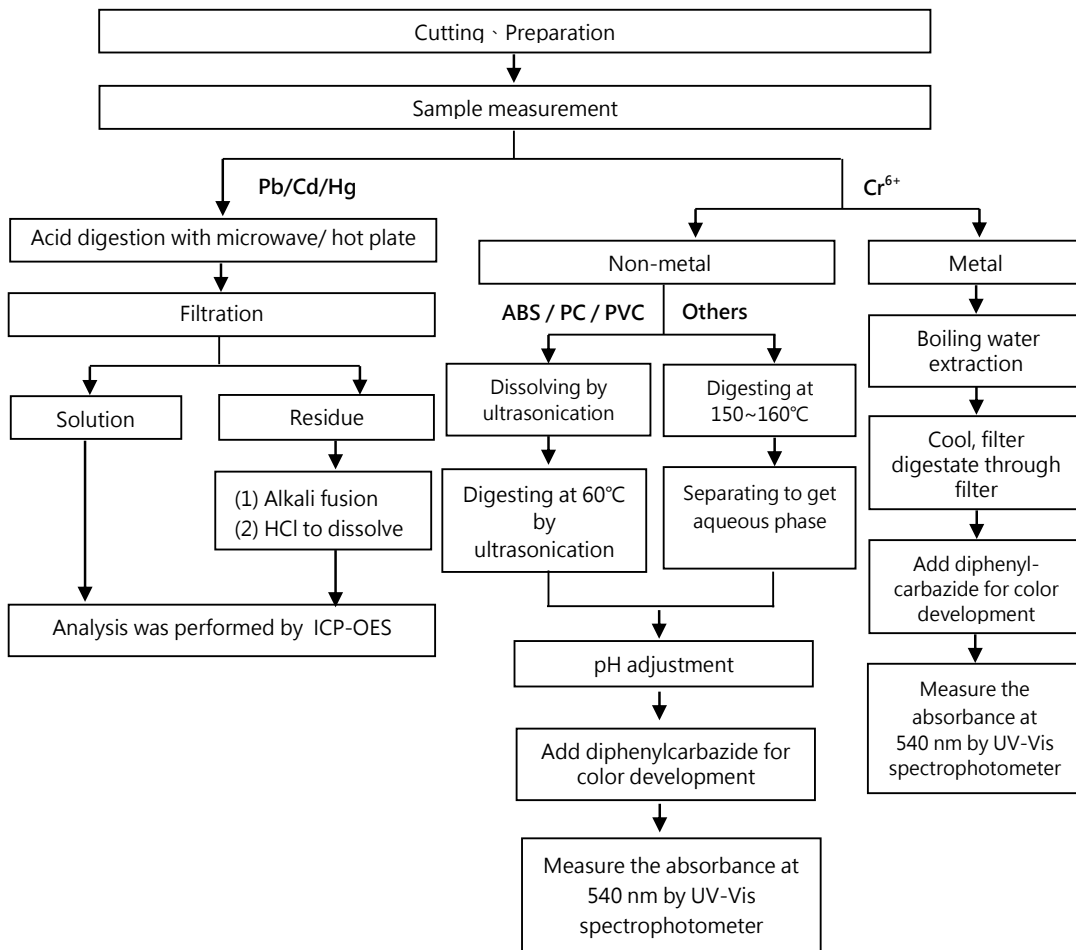 Cutting、Preparation
Sample measurement
Pb/Cd/Hg
Acid digestion with microwave/ hot plate
Filtration
Solution
Residue
(1) Alkali fusion
(2) HCl to dissolve
Analysis was performed by ICP-OES
Cr⁶⁺
Non-metal
ABS / PC / PVC
Others
Dissolving by
ultrasonication
Digesting at 60℃
by
ultrasonication
Digesting at
150~160℃
Separating to get
aqueous phase
pH adjustment
Add diphenylcarbazide for
color development
Measure the absorbance at
540 nm by UV-Vis
spectrophotometer
Metal
Boiling water
extraction
Cool, filter
digestate through
filter
Add diphenyl-
carbazide for color
development
Measure the
absorbance at
540 nm by UV-Vis
spectrophotometer